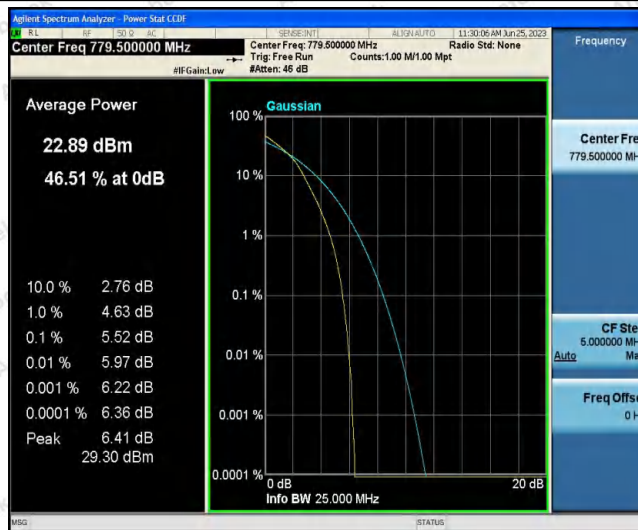 Agilent Spectrum Analyzer - Power Stat CCDF
RL RF 50 Ω AC SENSE:INT ALIGN AUTO 11:30:06 AM Jun 25, 2023
Center Freq 779.500000 MHz
Center Freq: 779.500000 MHz Radio Std: None
Trig: Free Run Counts:1.00 M/1.00 Mpt
#IFGain:Low #Atten: 46 dB
Frequency
Average Power
22.89 dBm
46.51 % at 0dB
10.0 % 2.76 dB
1.0 % 4.63 dB
0.1 % 5.52 dB
0.01 % 5.97 dB
0.001 % 6.22 dB
0.0001 % 6.36 dB
Peak 6.41 dB
29.30 dBm
Gaussian
100 %
10 %
1 %
0.1 %
0.01 %
0.001 %
0.0001 %
0 dB 20 dB
Info BW 25.000 MHz
Center Fre
779.500000 MH
CF Ste
5.000000 MH
Auto Ma
Freq Offse
0 H
MSG STATUS